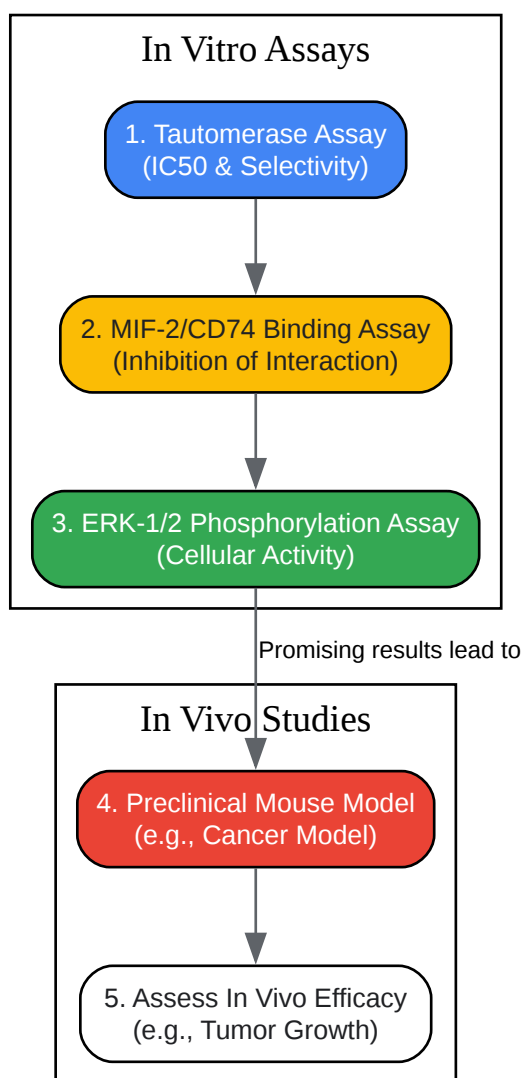 In Vitro Assays
1. Tautomerase Assay
(IC50 & Selectivity)
2. MIF-2/CD74 Binding Assay
(Inhibition of Interaction)
3. ERK-1/2 Phosphorylation Assay
(Cellular Activity)
Promising results lead to
In Vivo Studies
4. Preclinical Mouse Model
(e.g., Cancer Model)
5. Assess In Vivo Efficacy
(e.g., Tumor Growth)